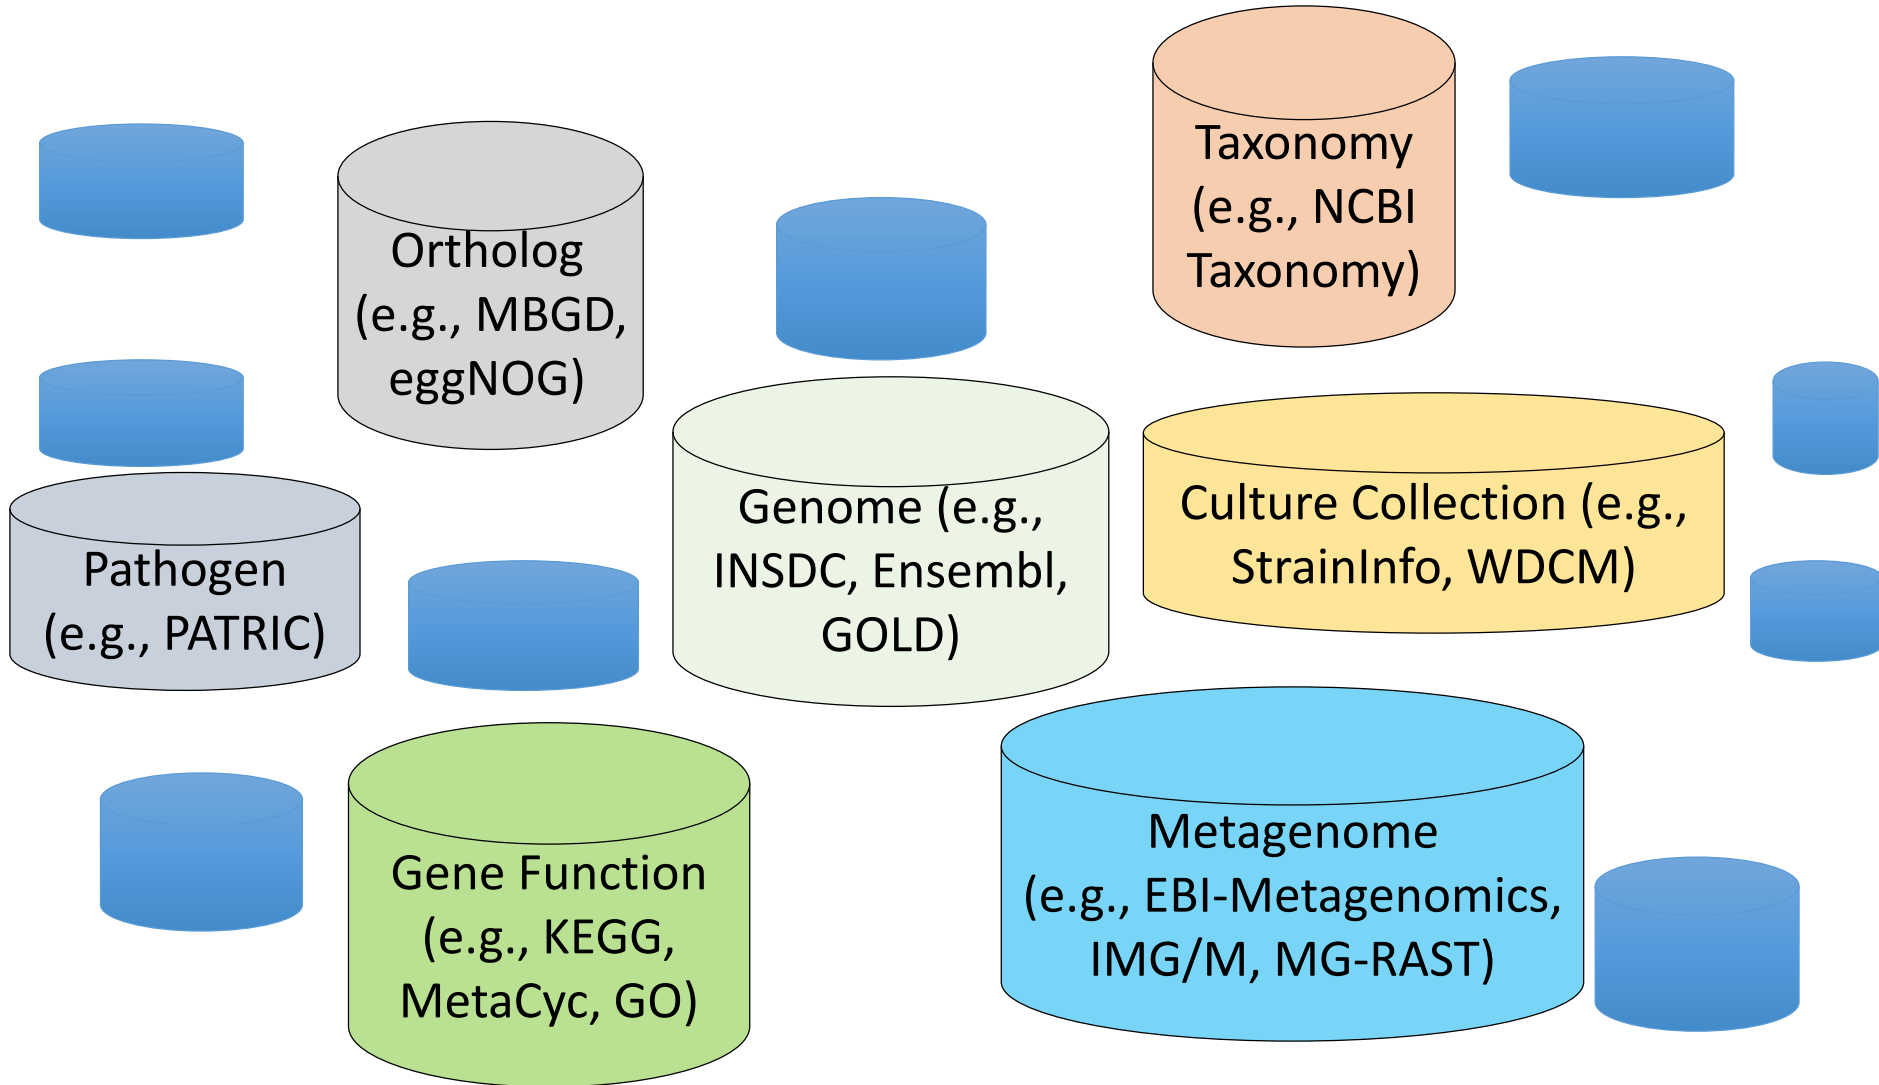 Taxonomy
(e.g., NCBI
Taxonomy)
Ortholog
(e.g., MBGD,
eggNOG)
Genome (e.g.,
INSDC, Ensembl,
GOLD)
Culture Collection (e.g.,
StrainInfo, WDCM)
Pathogen
(e.g., PATRIC)
Gene Function
(e.g., KEGG,
MetaCyc, GO)
Metagenome
(e.g., EBI-Metagenomics,
IMG/M, MG-RAST)